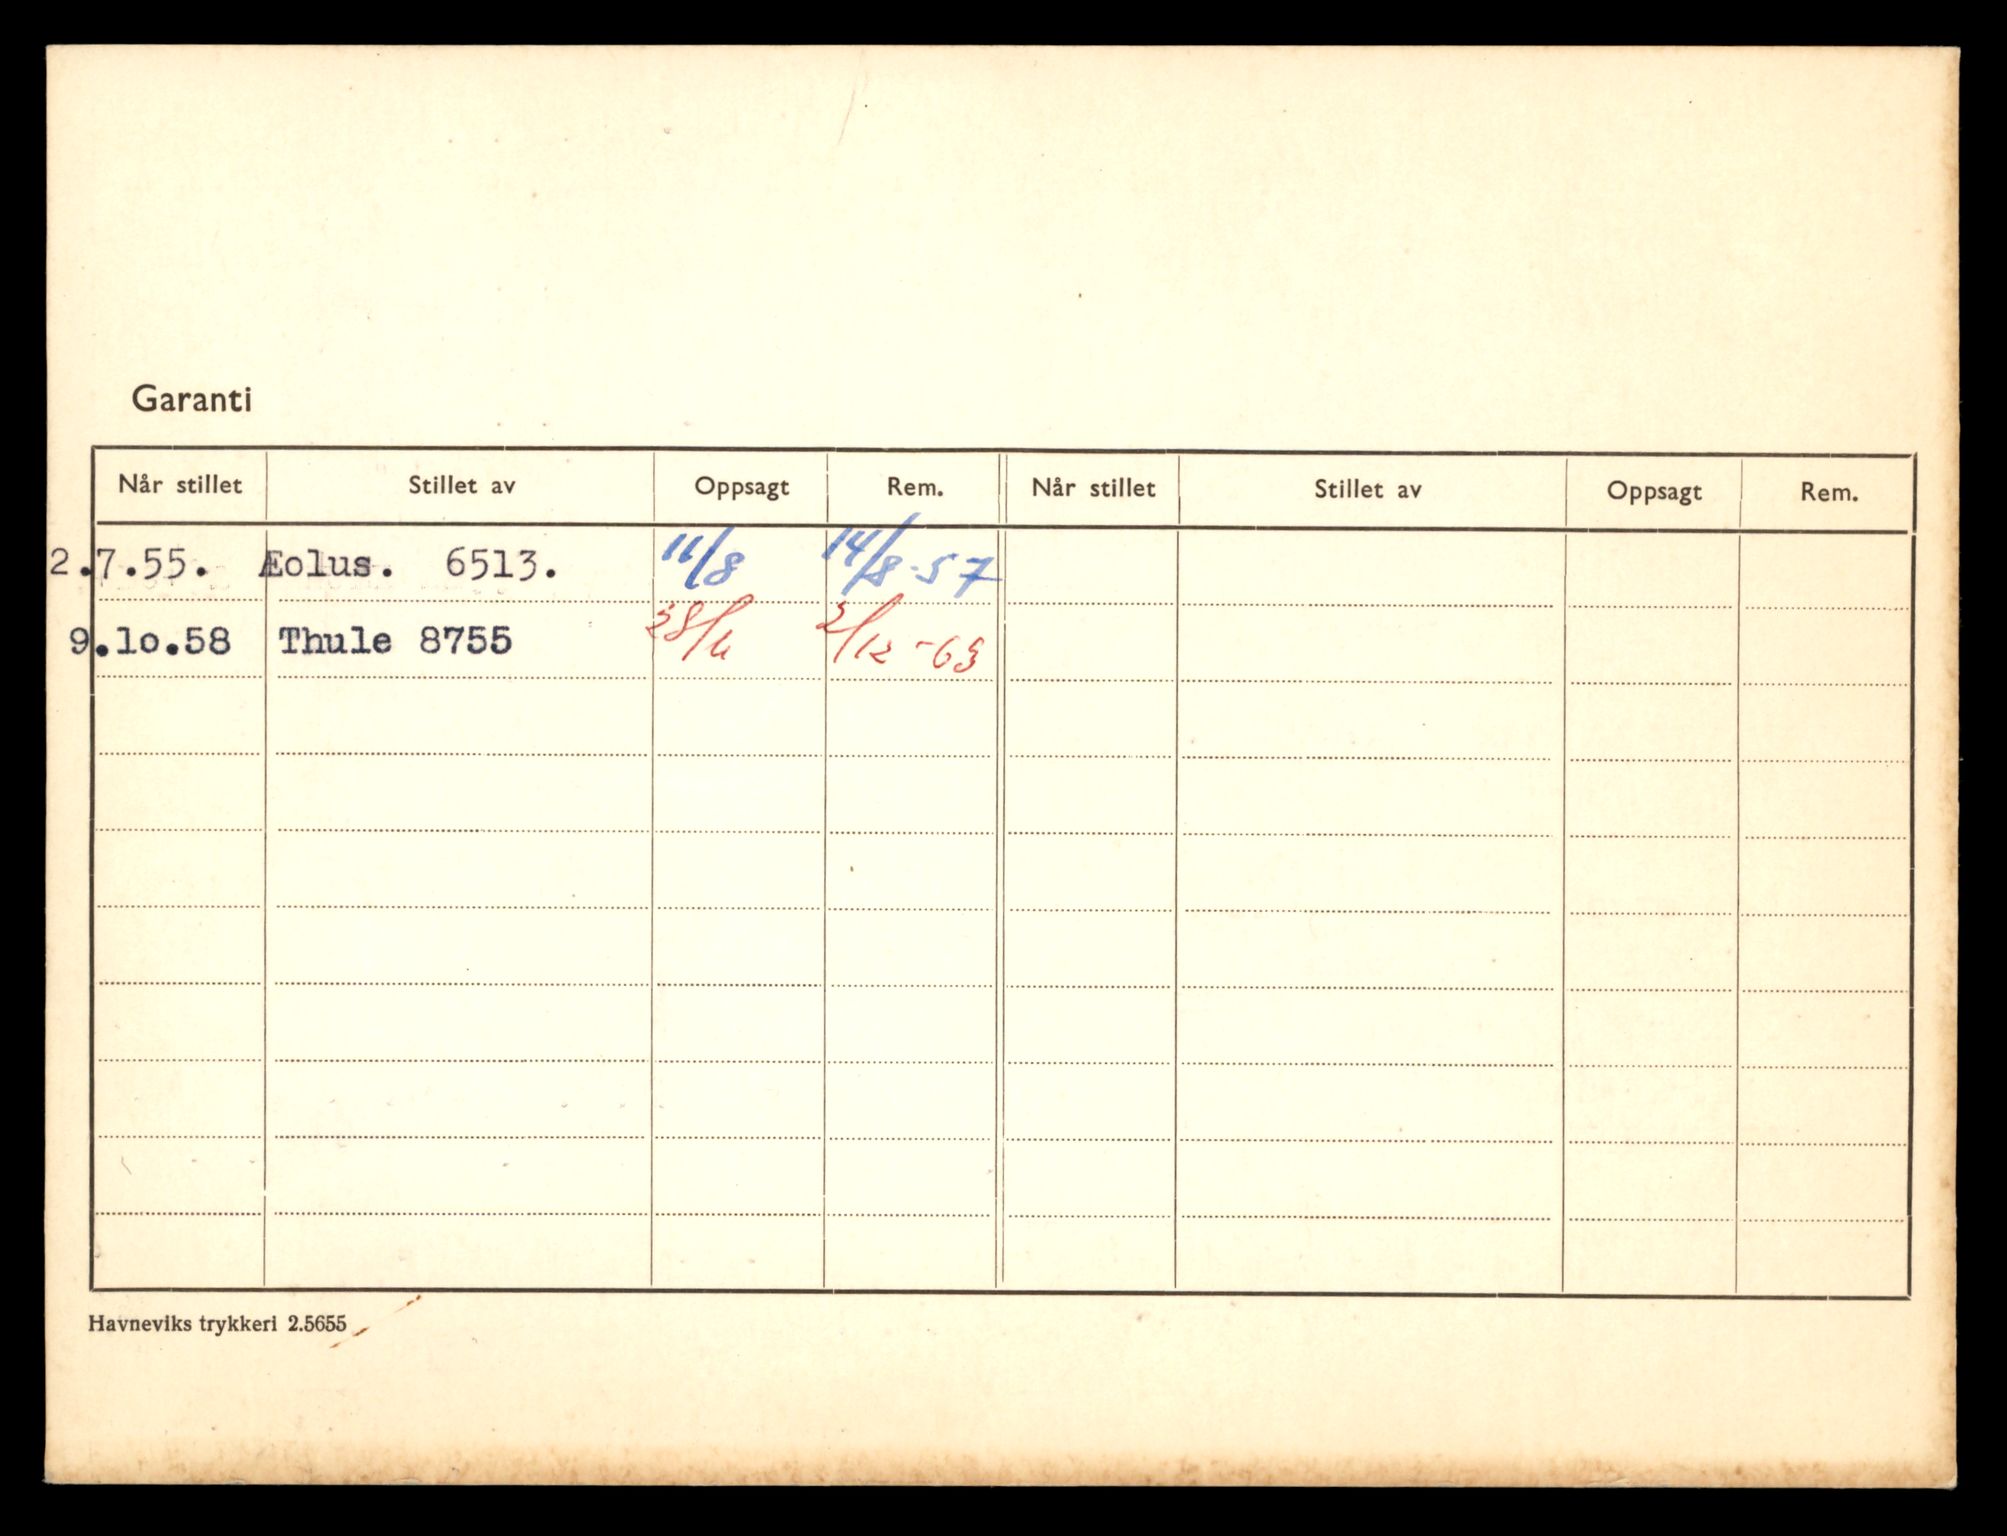 Garanti
Når stillet Stillet av Oppsagt Rem. Når stillet Stillet av Oppsagt Rem.
2.7.55. Æolus. 6513. 11/8 14/8-57
9.10.58 Thule 8755 28/11 2/12-63
Havneviks trykkeri 2.5655